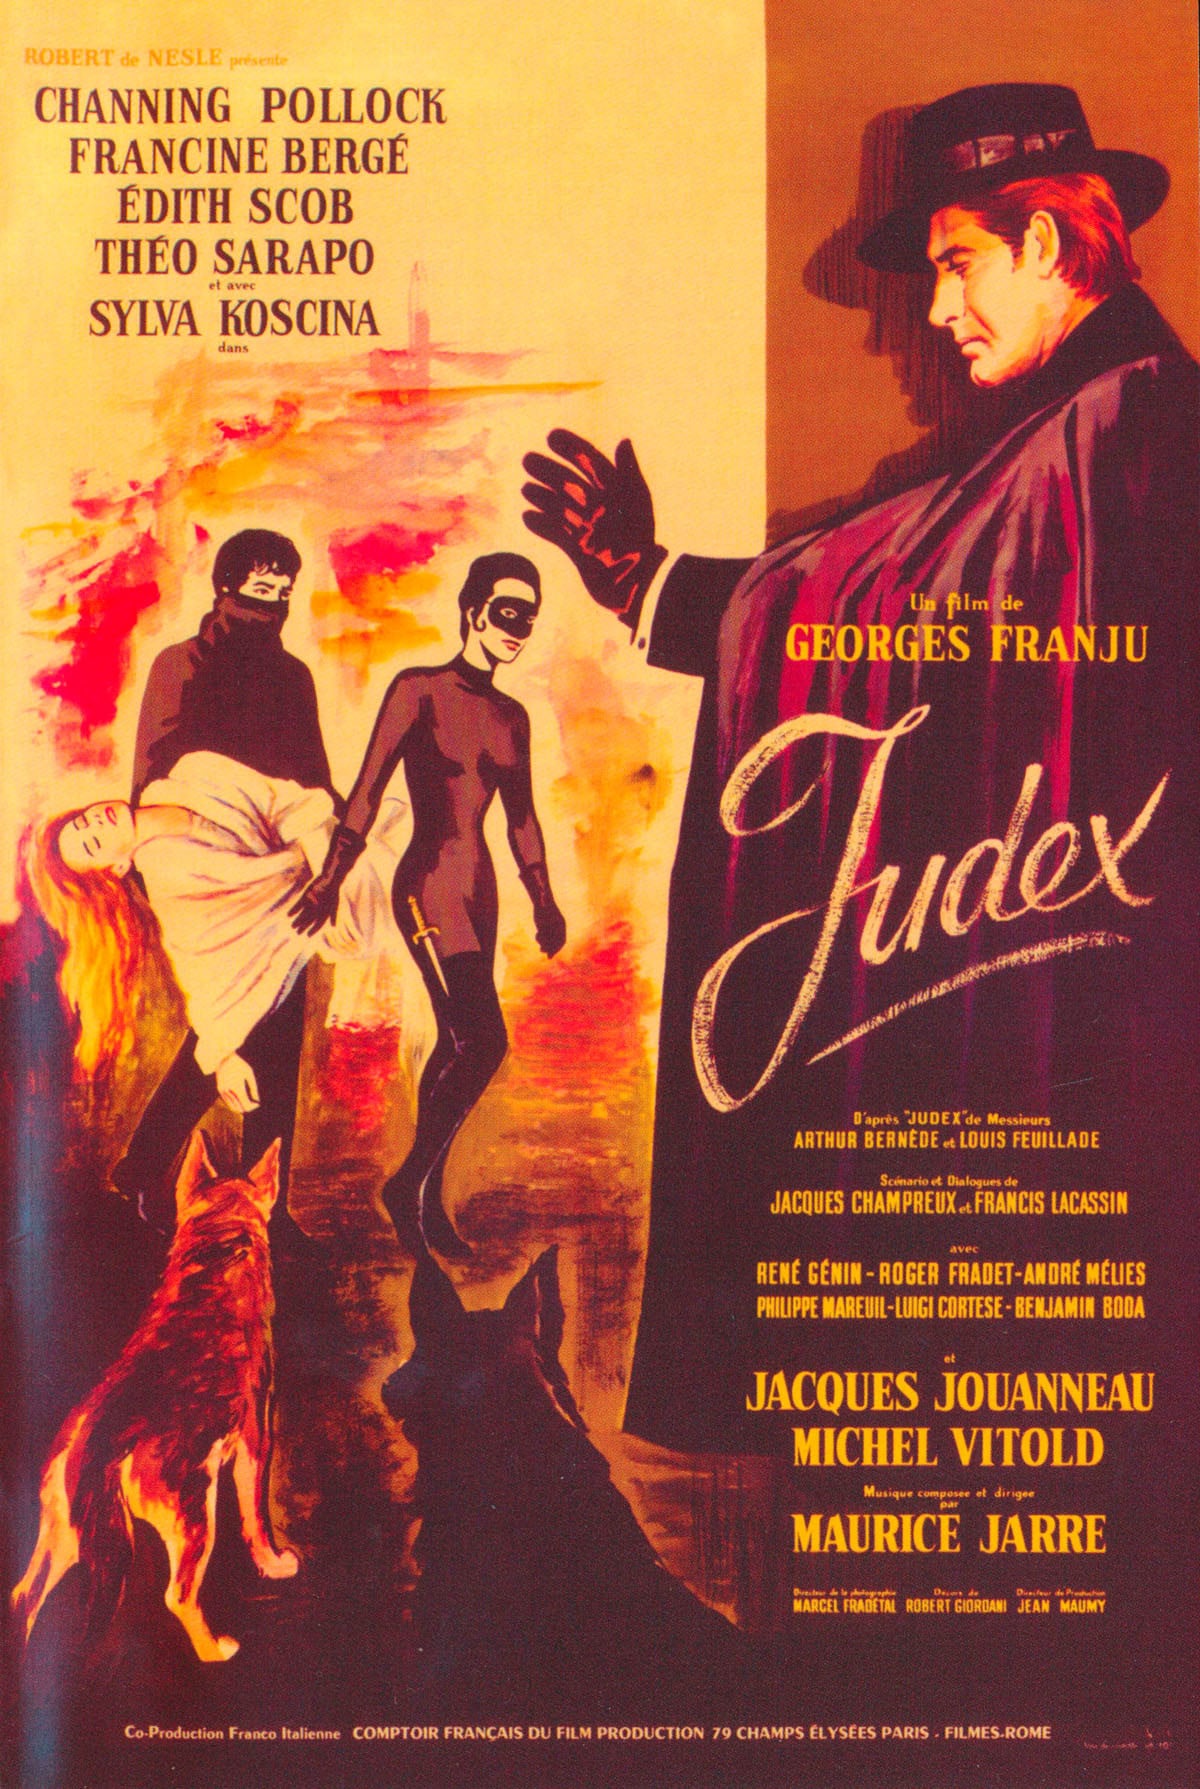 ROBERT de NESLE présente
CHANNING POLLOCK
FRANCINE BERGÉ
ÉDITH SCOB
THÉO SARAPO
et avec
SYLVA KOSCINA
dans
Un film de
GEORGES FRANJU
Judex
D'après "JUDEX" de Messieurs
ARTHUR BERNÈDE et LOUIS FEUILLADE
Scénario et Dialogues de
JACQUES CHAMPREUX et FRANCIS LACASSIN
avec
RENÉ GÉNIN - ROGER FRADET - ANDRÉ MÉLIES
PHILIPPE MAREUIL - LUIGI CORTESE - BENJAMIN BODA
et
JACQUES JOUANNEAU
MICHEL VITOLD
Musique composee et dirigee
par
MAURICE JARRE
Directeur de la photographie Décors de Directeur de Production
MARCEL FRADÉTAL ROBERT GIORDANI JEAN MAUMY
Co-Production Franco Italienne COMPTOIR FRANÇAIS DU FILM PRODUCTION 79 CHAMPS ÉLYSÉES PARIS - FILMES-ROME